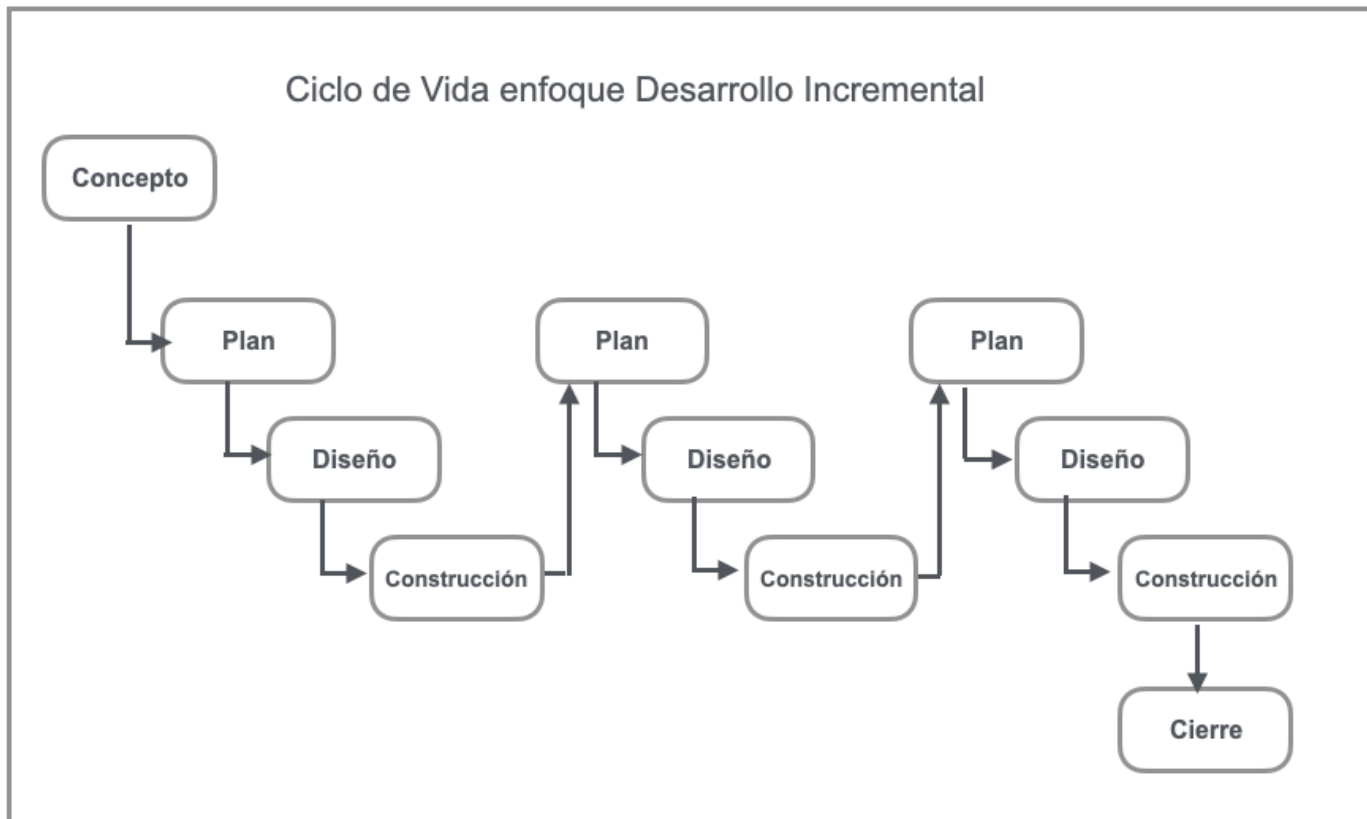 Ciclo de Vida enfoque Desarrollo Incremental
Concepto
Plan
Plan
Plan
Diseño
Diseño
Diseño
Construcción
Construcción
Construcción
Cierre